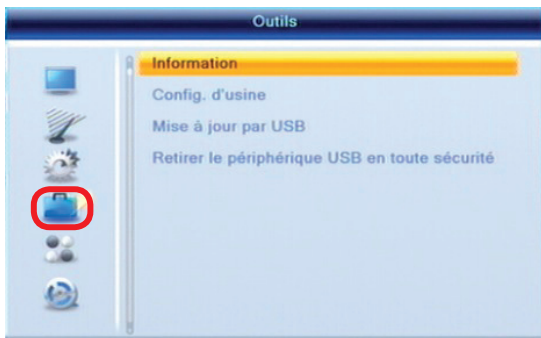 Outils
Information
Config. d'usine
Mise à jour par USB
Retirer le périphérique USB en toute sécurité